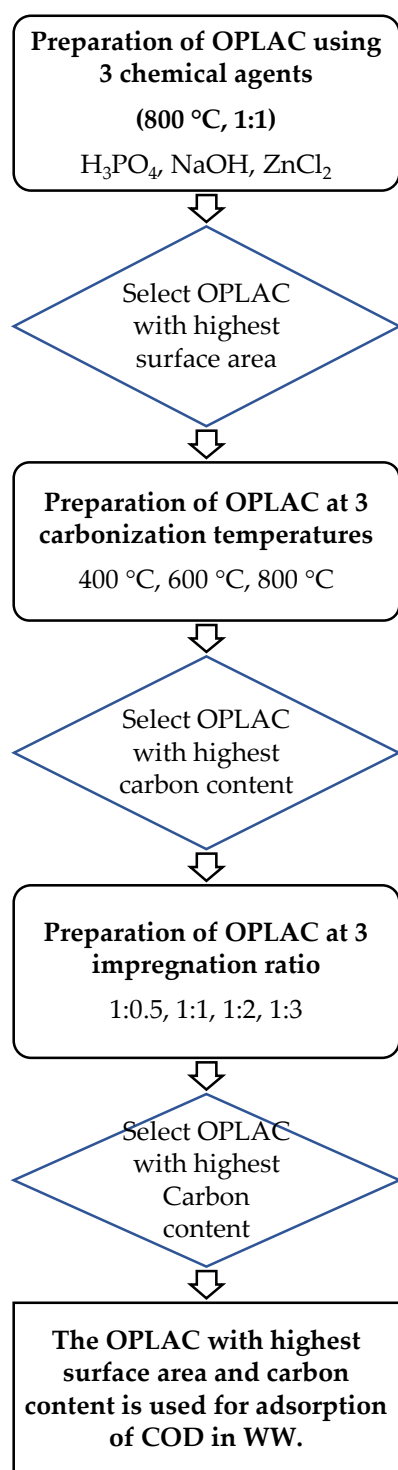 Preparation of OPLAC using
3 chemical agents
(800 °C, 1:1)
H₃PO₄, NaOH, ZnCl₂
Select OPLAC
with highest
surface area
Preparation of OPLAC at 3
carbonization temperatures
400 °C, 600 °C, 800 °C
Select OPLAC
with highest
carbon content
Preparation of OPLAC at 3
impregnation ratio
1:0.5, 1:1, 1:2, 1:3
Select OPLAC
with highest
Carbon
content
The OPLAC with highest
surface area and carbon
content is used for adsorption
of COD in WW.